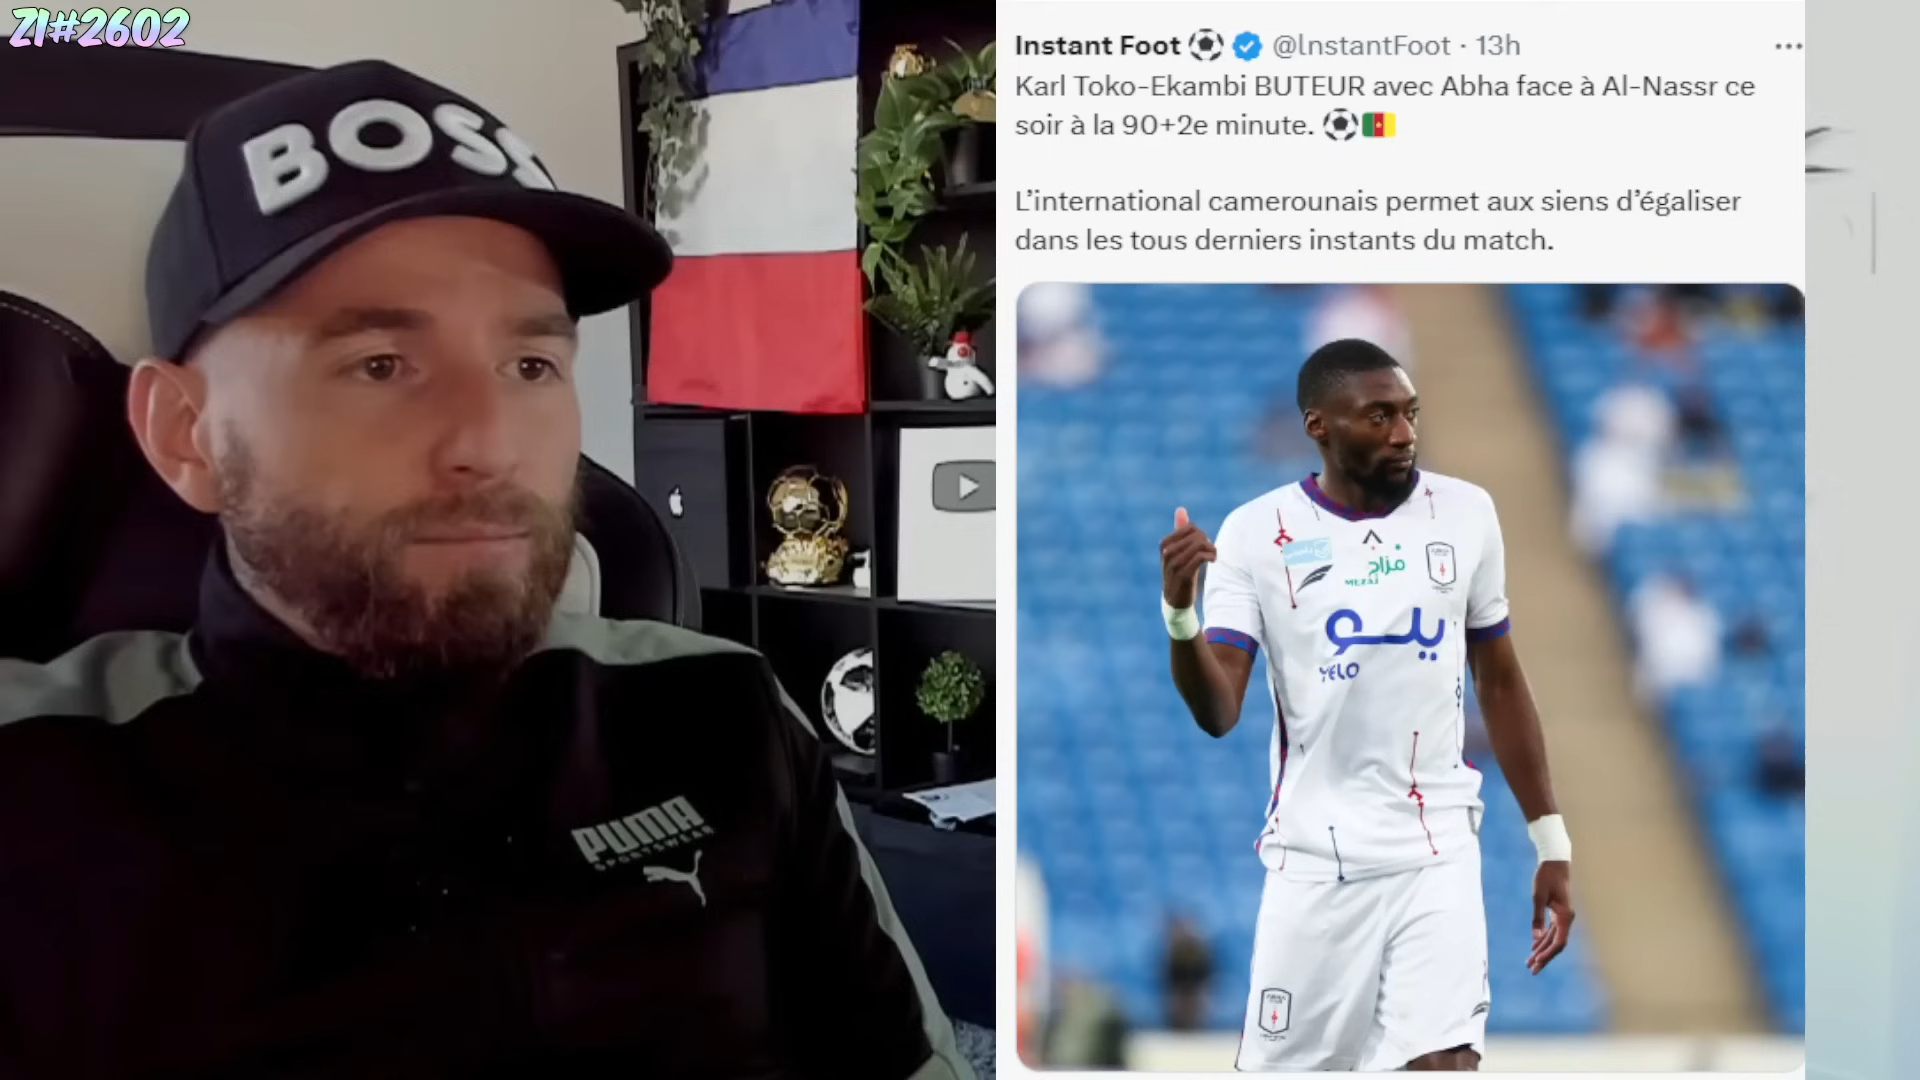 ZI#2602
BOSS
PUMA
SPORTSWEAR
Instant Foot @lnstantFoot · 13h
Karl Toko-Ekambi BUTEUR avec Abha face à Al-Nassr ce
soir à la 90+2e minute.
L'international camerounais permet aux siens d'égaliser
dans les tous derniers instants du match.
مزاج
MEZAJ
يلو
YELO